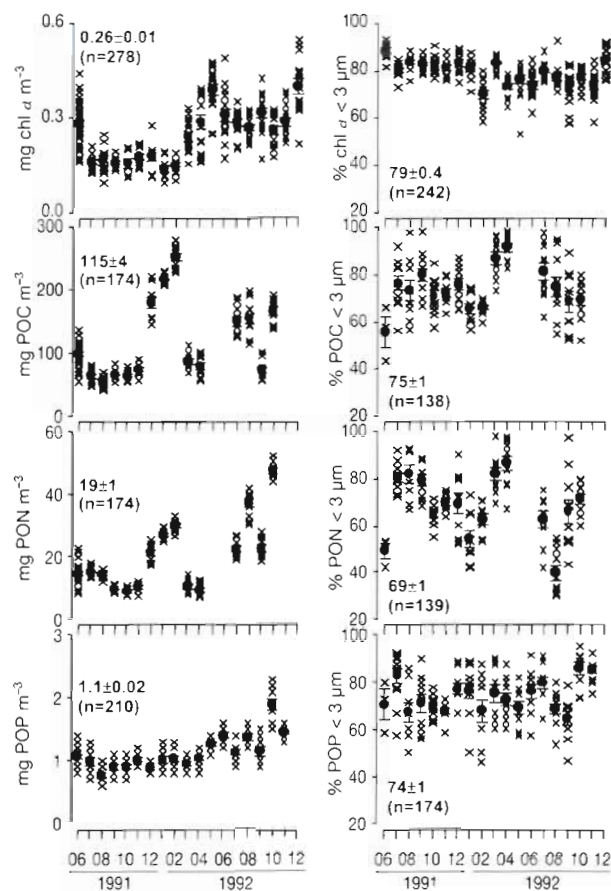 0.6
0.3
0.0
mg chl a m-3
0.26±0.01
(n=278)
100
80
60
40
20
% chl a < 3 µm
79±0.4
(n=242)
300
200
100
0
mg POC m-3
115±4
(n=174)
100
80
60
40
20
% POC < 3 µm
75±1
(n=138)
60
40
20
0
mg PON m-3
19±1
(n=174)
100
80
60
40
20
% PON < 3 µm
69±1
(n=139)
3
2
1
0
mg POP m-3
1.1±0.02
(n=210)
100
80
60
40
20
% POP < 3 µm
74±1
(n=174)
06 08 10 12 02 04 06 08 10 12
1991 1992
06 08 10 12 02 04 06 08 10 12
1991 1992